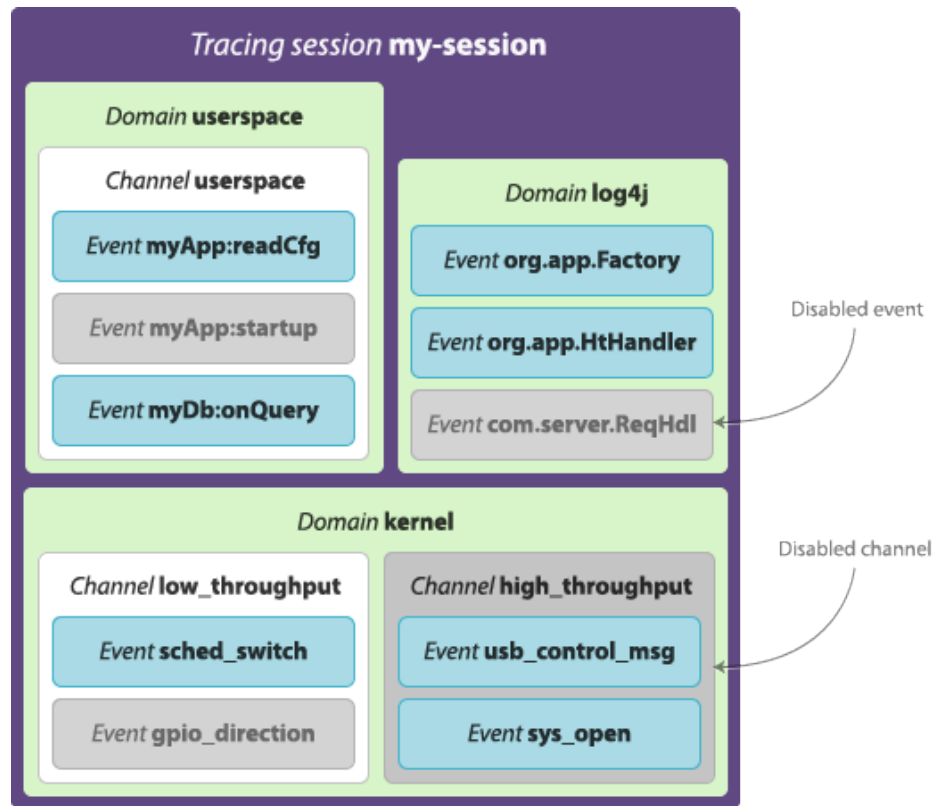 Tracing session my-session
Domain userspace
Channel userspace
Event myApp:readCfg
Event myApp:startup
Event myDb:onQuery
Domain log4j
Event org.app.Factory
Event org.app.HtHandler
Event com.server.ReqHdl
Disabled event
Domain kernel
Channel low_throughput
Event sched_switch
Event gpio_direction
Channel high_throughput
Event usb_control_msg
Event sys_open
Disabled channel